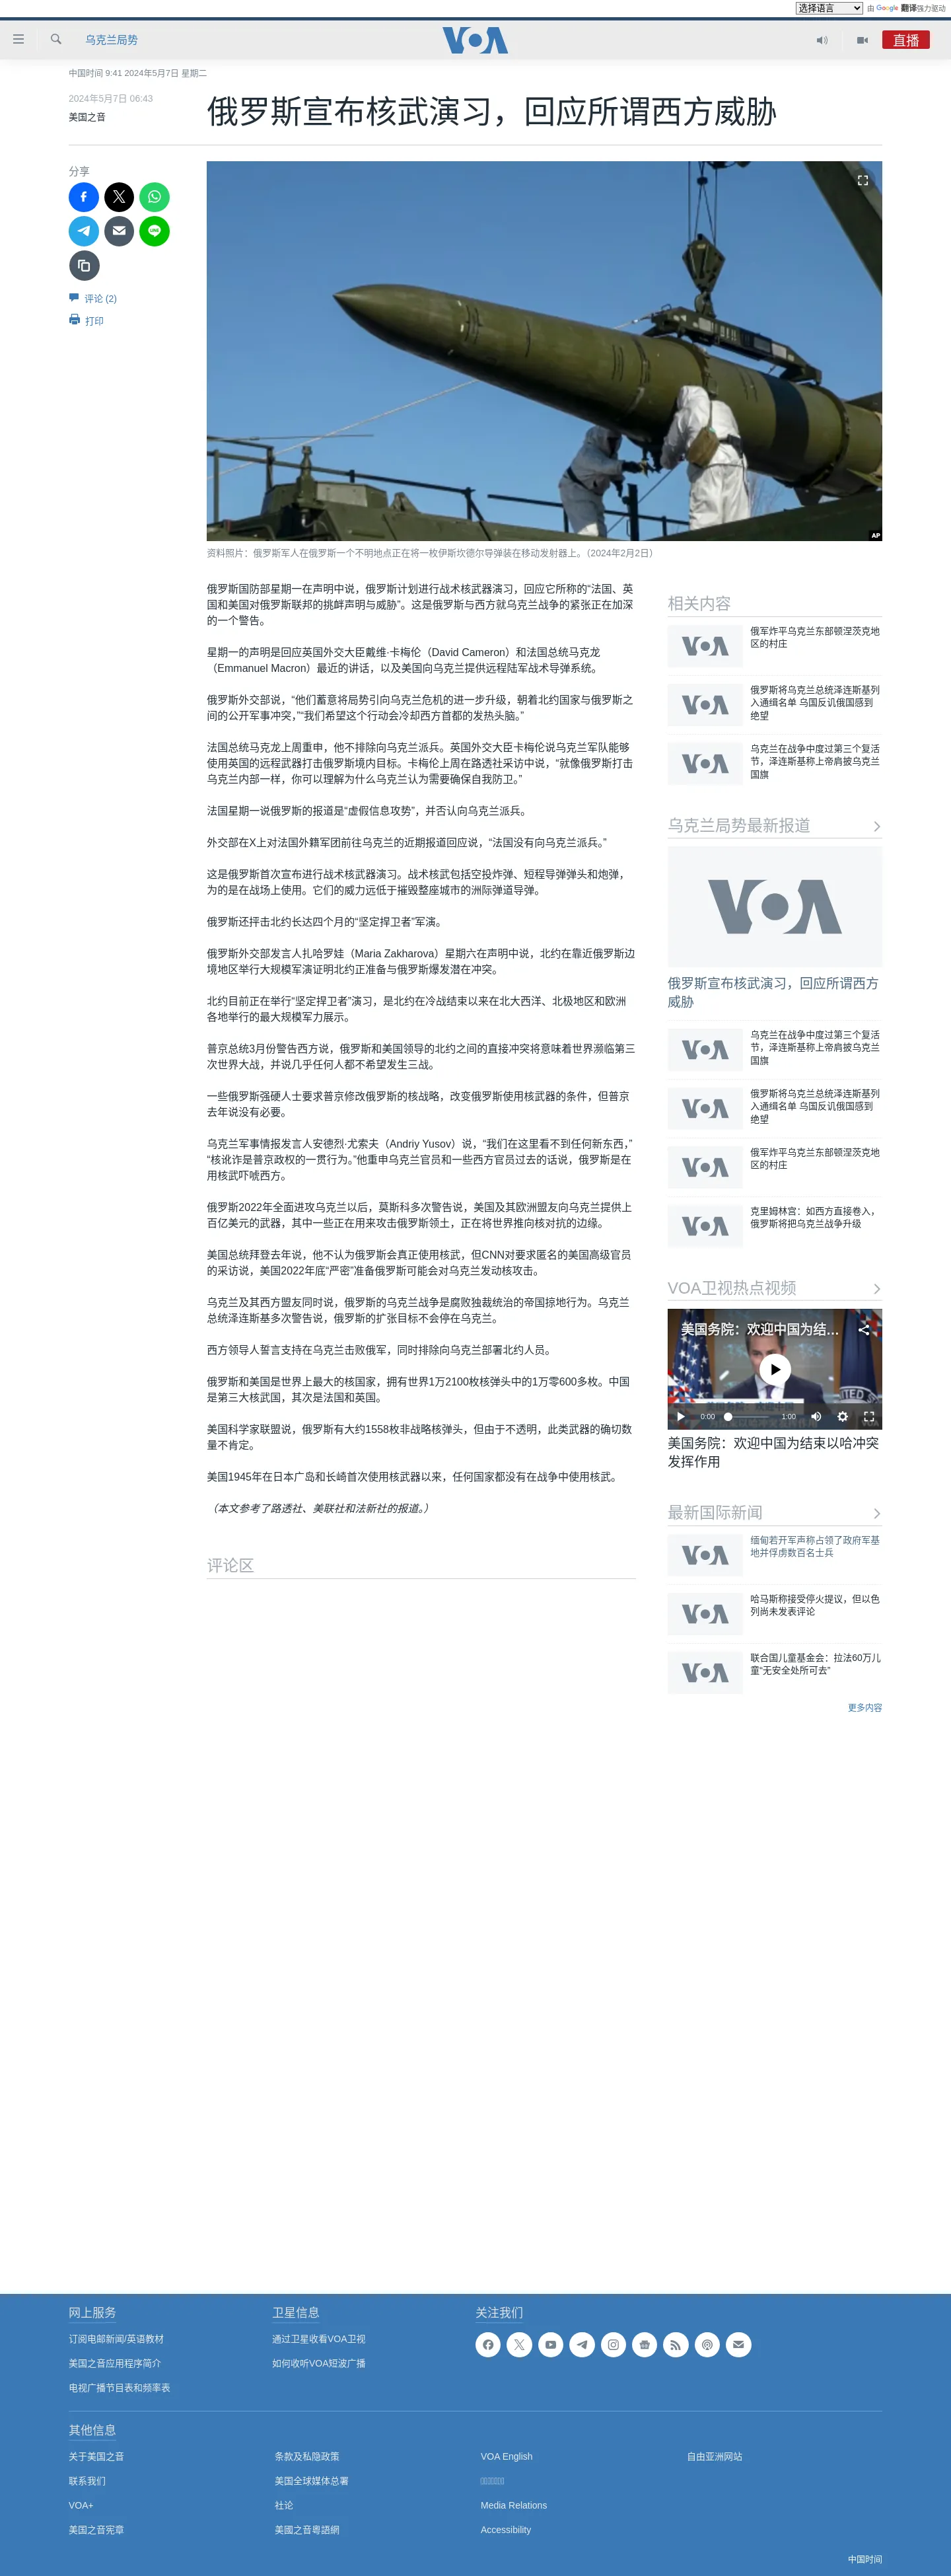 选择语言 由 Google 翻译强力驱动
乌克兰局势
VOA
直播
中国时间 9:41 2024年5月7日 星期二
2024年5月7日 06:43
美国之音
俄罗斯宣布核武演习，回应所谓西方威胁
分享
LINE
评论 (2)
打印
AP
资料照片：俄罗斯军人在俄罗斯一个不明地点正在将一枚伊斯坎德尔导弹装在移动发射器上。（2024年2月2日）
俄罗斯国防部星期一在声明中说，俄罗斯计划进行战术核武器演习，回应它所称的“法国、英
国和美国对俄罗斯联邦的挑衅声明与威胁”。这是俄罗斯与西方就乌克兰战争的紧张正在加深
的一个警告。
星期一的声明是回应英国外交大臣戴维·卡梅伦（David Cameron）和法国总统马克龙
（Emmanuel Macron）最近的讲话，以及美国向乌克兰提供远程陆军战术导弹系统。
俄罗斯外交部说，“他们蓄意将局势引向乌克兰危机的进一步升级，朝着北约国家与俄罗斯之
间的公开军事冲突，”“我们希望这个行动会冷却西方首都的发热头脑。”
法国总统马克龙上周重申，他不排除向乌克兰派兵。英国外交大臣卡梅伦说乌克兰军队能够
使用英国的远程武器打击俄罗斯境内目标。卡梅伦上周在路透社采访中说，“就像俄罗斯打击
乌克兰内部一样，你可以理解为什么乌克兰认为需要确保自我防卫。”
法国星期一说俄罗斯的报道是“虚假信息攻势”，并否认向乌克兰派兵。
外交部在X上对法国外籍军团前往乌克兰的近期报道回应说，“法国没有向乌克兰派兵。”
这是俄罗斯首次宣布进行战术核武器演习。战术核武包括空投炸弹、短程导弹弹头和炮弹，
为的是在战场上使用。它们的威力远低于摧毁整座城市的洲际弹道导弹。
俄罗斯还抨击北约长达四个月的“坚定捍卫者”军演。
俄罗斯外交部发言人扎哈罗娃（Maria Zakharova）星期六在声明中说，北约在靠近俄罗斯边
境地区举行大规模军演证明北约正准备与俄罗斯爆发潜在冲突。
北约目前正在举行“坚定捍卫者”演习，是北约在冷战结束以来在北大西洋、北极地区和欧洲
各地举行的最大规模军力展示。
普京总统3月份警告西方说，俄罗斯和美国领导的北约之间的直接冲突将意味着世界濒临第三
次世界大战，并说几乎任何人都不希望发生三战。
一些俄罗斯强硬人士要求普京修改俄罗斯的核战略，改变俄罗斯使用核武器的条件，但普京
去年说没有必要。
乌克兰军事情报发言人安德烈·尤索夫（Andriy Yusov）说，“我们在这里看不到任何新东西，”
“核讹诈是普京政权的一贯行为。”他重申乌克兰官员和一些西方官员过去的话说，俄罗斯是在
用核武吓唬西方。
俄罗斯2022年全面进攻乌克兰以后，莫斯科多次警告说，美国及其欧洲盟友向乌克兰提供上
百亿美元的武器，其中一些正在用来攻击俄罗斯领土，正在将世界推向核对抗的边缘。
美国总统拜登去年说，他不认为俄罗斯会真正使用核武，但CNN对要求匿名的美国高级官员
的采访说，美国2022年底“严密”准备俄罗斯可能会对乌克兰发动核攻击。
乌克兰及其西方盟友同时说，俄罗斯的乌克兰战争是腐败独裁统治的帝国掠地行为。乌克兰
总统泽连斯基多次警告说，俄罗斯的扩张目标不会停在乌克兰。
西方领导人誓言支持在乌克兰击败俄军，同时排除向乌克兰部署北约人员。
俄罗斯和美国是世界上最大的核国家，拥有世界1万2100枚核弹头中的1万零600多枚。中国
是第三大核武国，其次是法国和英国。
美国科学家联盟说，俄罗斯有大约1558枚非战略核弹头，但由于不透明，此类武器的确切数
量不肯定。
美国1945年在日本广岛和长崎首次使用核武器以来，任何国家都没有在战争中使用核武。
（本文参考了路透社、美联社和法新社的报道。）
评论区
相关内容
VOA
俄军炸平乌克兰东部顿涅茨克地
区的村庄
VOA
俄罗斯将乌克兰总统泽连斯基列
入通缉名单 乌国反讥俄国感到
绝望
VOA
乌克兰在战争中度过第三个复活
节，泽连斯基称上帝肩披乌克兰
国旗
乌克兰局势最新报道
VOA
俄罗斯宣布核武演习，回应所谓西方
威胁
VOA
乌克兰在战争中度过第三个复活
节，泽连斯基称上帝肩披乌克兰
国旗
VOA
俄罗斯将乌克兰总统泽连斯基列
入通缉名单 乌国反讥俄国感到
绝望
VOA
俄军炸平乌克兰东部顿涅茨克地
区的村庄
VOA
克里姆林宫：如西方直接卷入，
俄罗斯将把乌克兰战争升级
VOA卫视热点视频
美国务院：欢迎中国为结...
0:00 1:00
美国务院：欢迎中国为结束以哈冲突
发挥作用
最新国际新闻
VOA
缅甸若开军声称占领了政府军基
地并俘虏数百名士兵
VOA
哈马斯称接受停火提议，但以色
列尚未发表评论
VOA
联合国儿童基金会：拉法60万儿
童“无安全处所可去”
更多内容
网上服务
订阅电邮新闻/英语教材
美国之音应用程序简介
电视广播节目表和频率表
卫星信息
通过卫星收看VOA卫视
如何收听VOA短波广播
关注我们
其他信息
关于美国之音
联系我们
VOA+
美国之音宪章
条款及私隐政策
美国全球媒体总署
社论
美國之音粵語網
VOA English
Media Relations
Accessibility
自由亚洲网站
中国时间